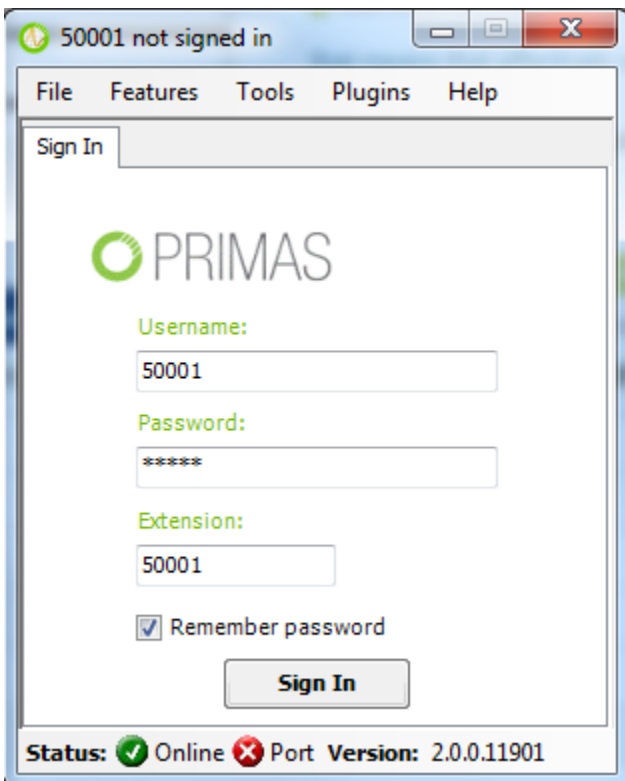 50001 not signed in
File Features Tools Plugins Help
Sign In
PRIMAS
Username:
50001
Password:
*****
Extension:
50001
Remember password
Sign In
Status: Online Port Version: 2.0.0.11901